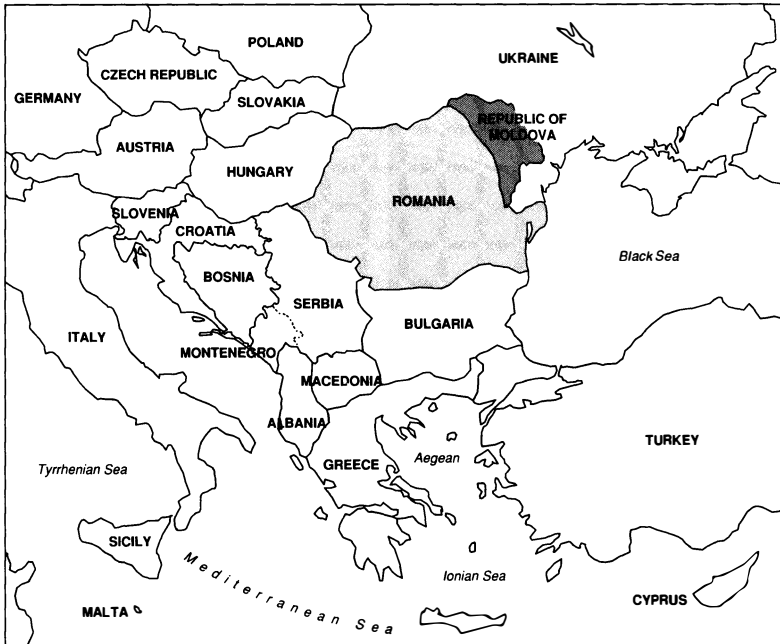 POLAND
UKRAINE
CZECH REPUBLIC
GERMANY
SLOVAKIA
REPUBLIC OF
MOLDOVA
AUSTRIA
HUNGARY
ROMANIA
SLOVENIA
CROATIA
Black Sea
BOSNIA
SERBIA
BULGARIA
ITALY
MONTENEGRO
MACEDONIA
ALBANIA
TURKEY
Aegean
GREECE
Tyrrhenian Sea
SICILY
Ionian Sea
Mediterranean Sea
CYPRUS
MALTA